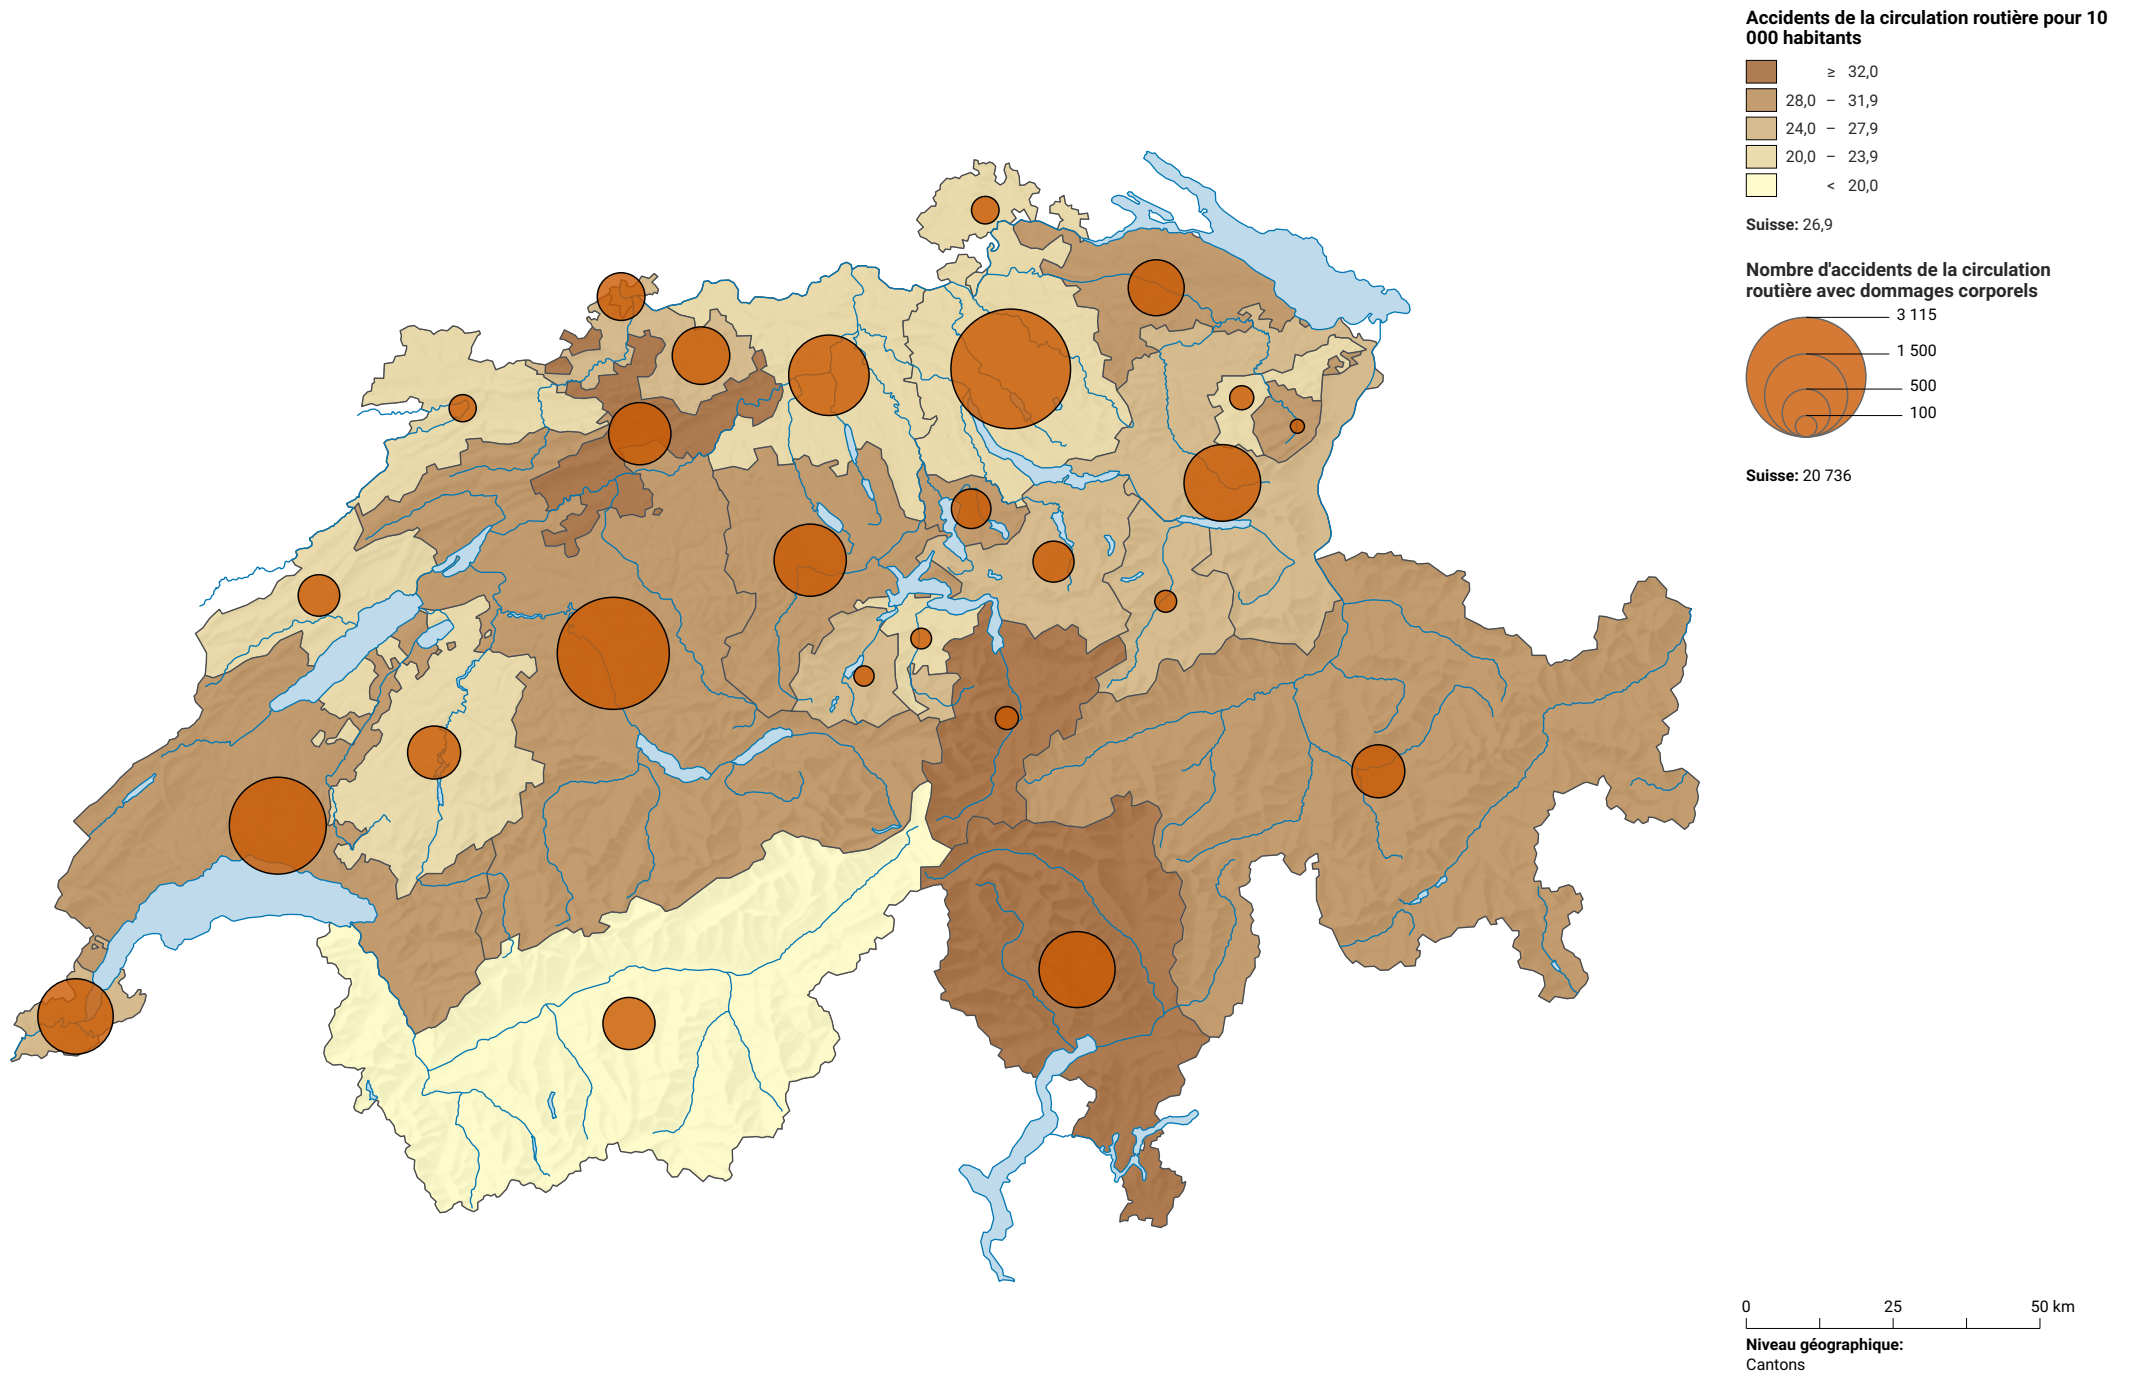 Accidents de la circulation routière pour 10
000 habitants
≥ 32,0
28,0 – 31,9
24,0 – 27,9
20,0 – 23,9
< 20,0
Suisse: 26,9
Nombre d'accidents de la circulation
routière avec dommages corporels
3 115
1 500
500
100
Suisse: 20 736
0 25 50 km
Niveau géographique:
Cantons